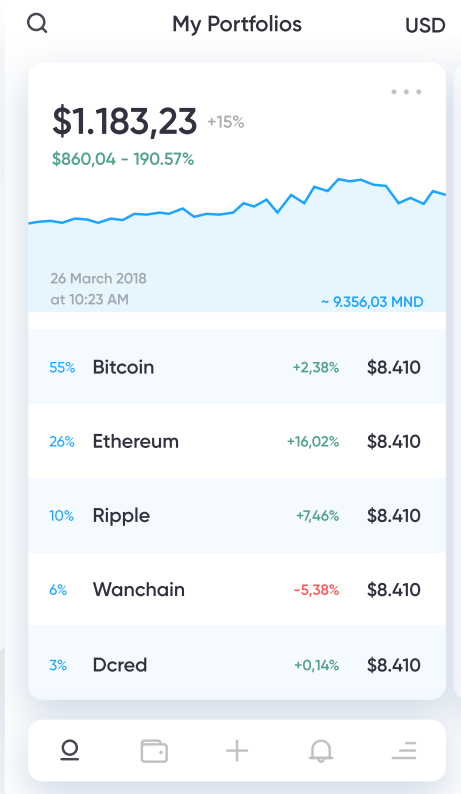 My Portfolios USD
$1.183,23 +15%
$860,04 - 190.57%
26 March 2018
at 10:23 AM
~ 9.356,03 MND
55% Bitcoin +2,38% $8.410
26% Ethereum +16,02% $8.410
10% Ripple +7,46% $8.410
6% Wanchain -5,38% $8.410
3% Dcred +0,14% $8.410